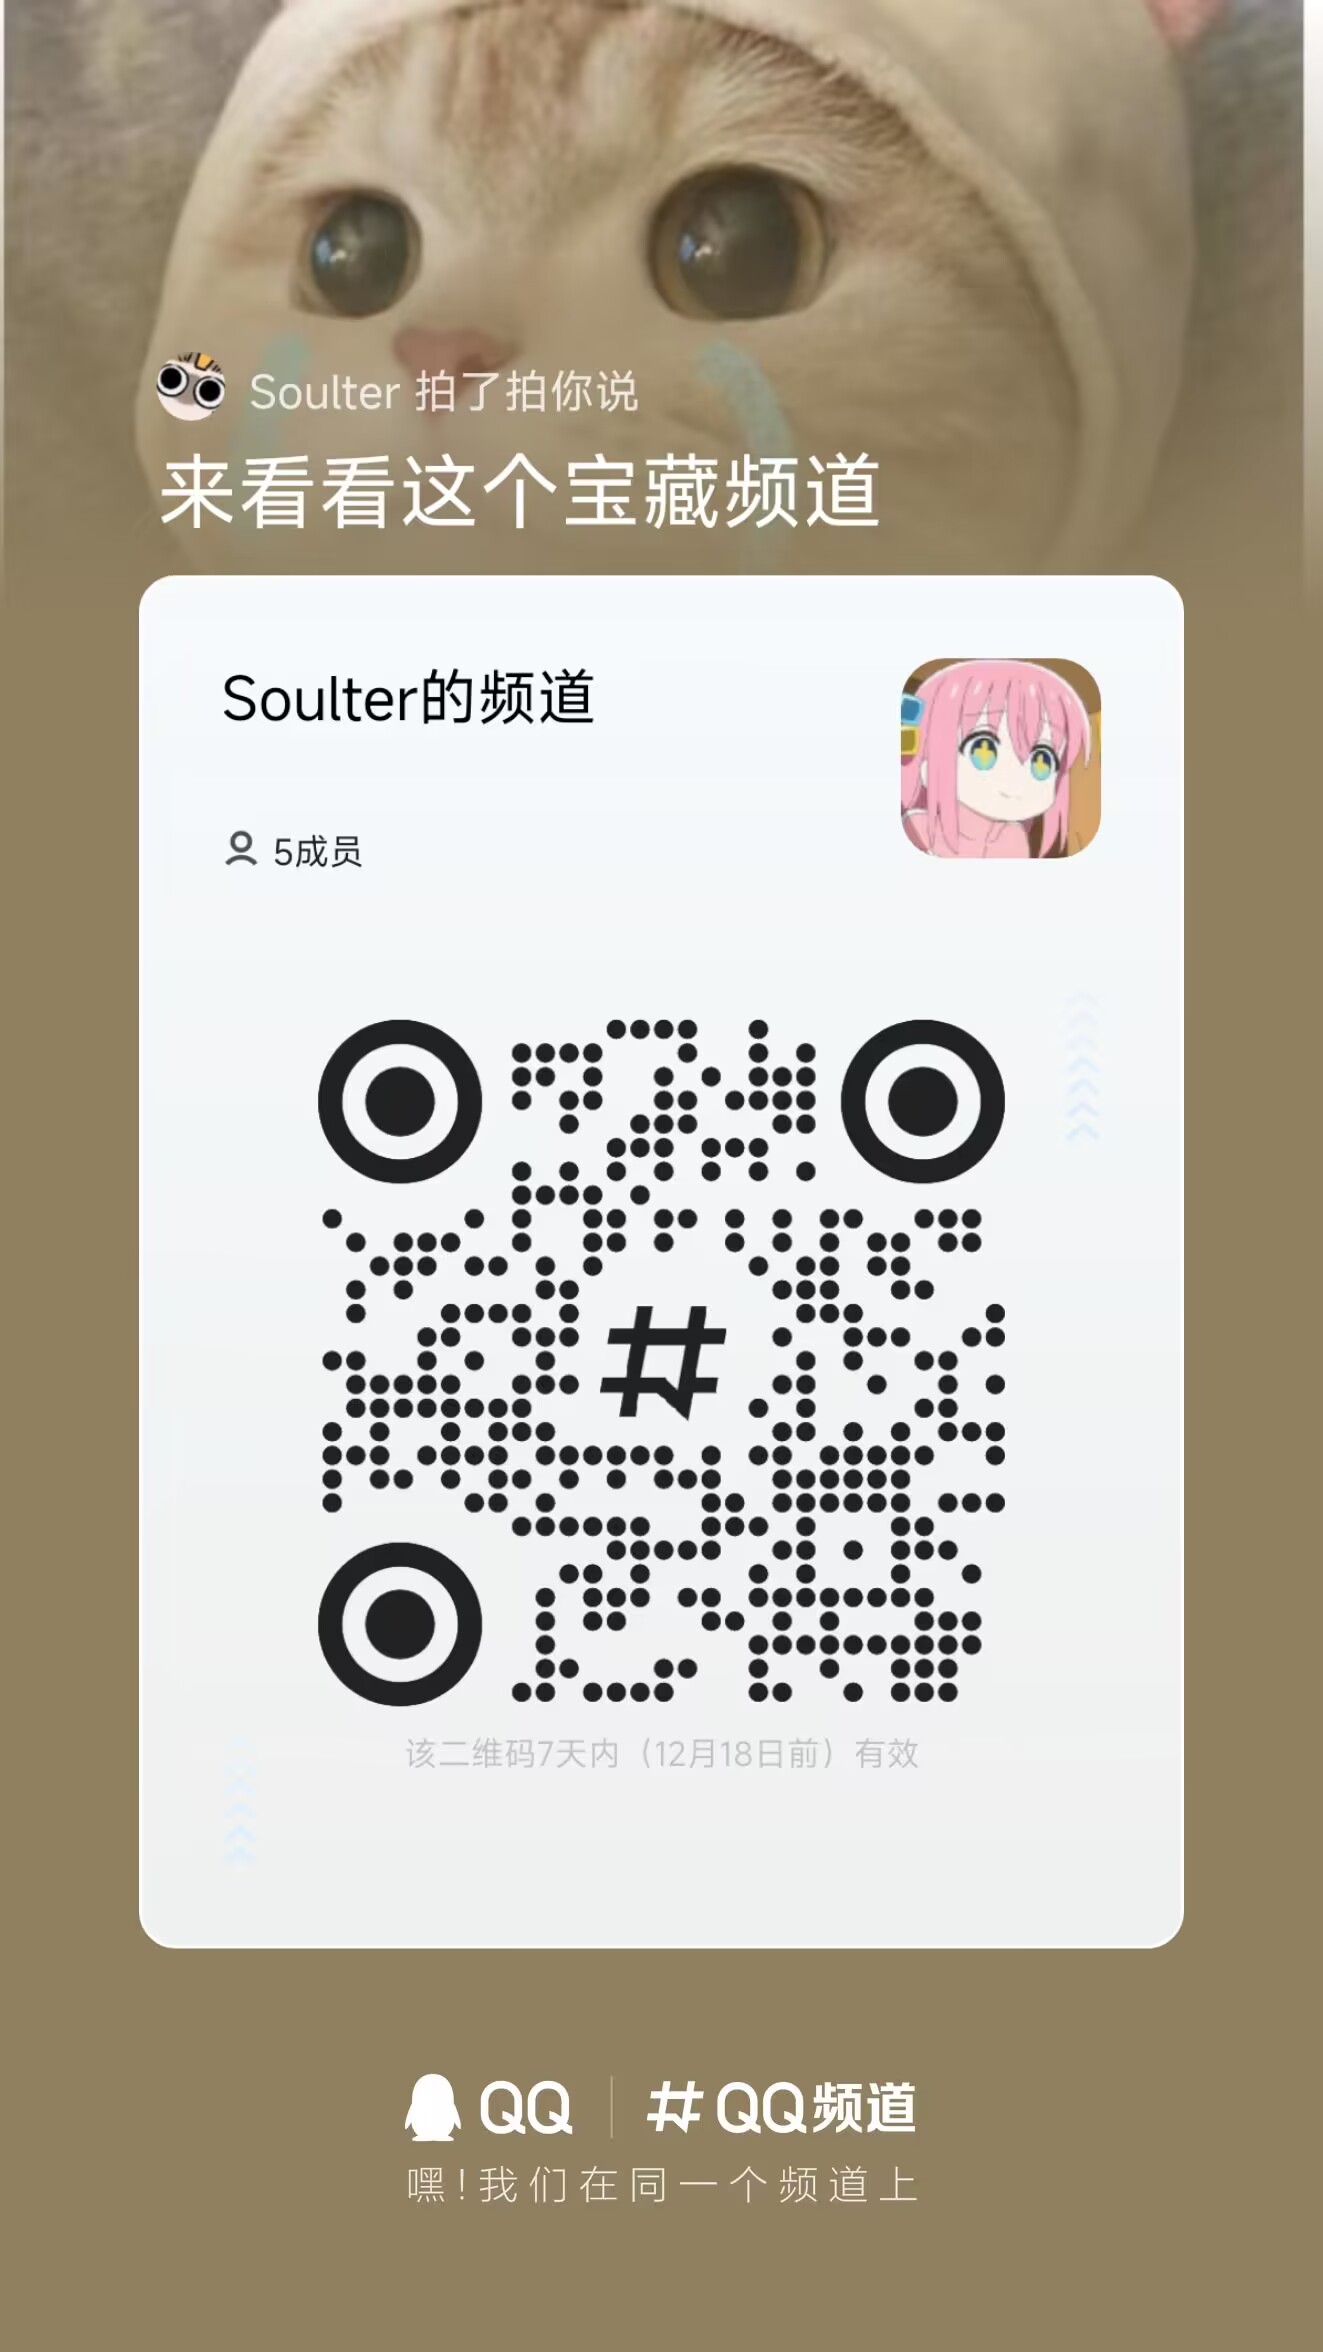 Soulter 拍了拍你说
来看看这个宝藏频道
Soulter的频道
5成员
该二维码7天内（12月18日前）有效
QQ QQ频道
嘿!我们在同一个频道上